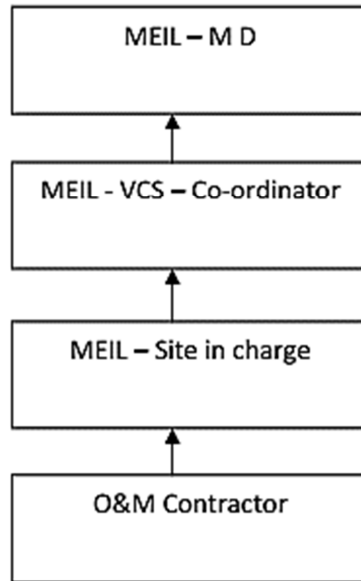 MEIL – M D
MEIL - VCS – Co-ordinator
MEIL – Site in charge
O&M Contractor